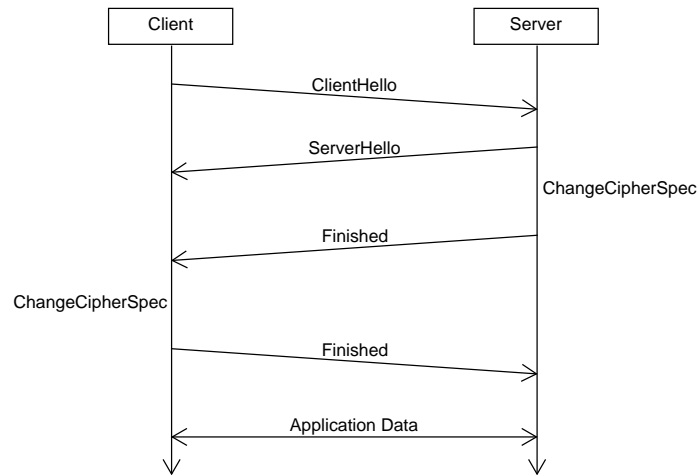 Client
Server
ClientHello
ServerHello
ChangeCipherSpec
Finished
ChangeCipherSpec
Finished
Application Data